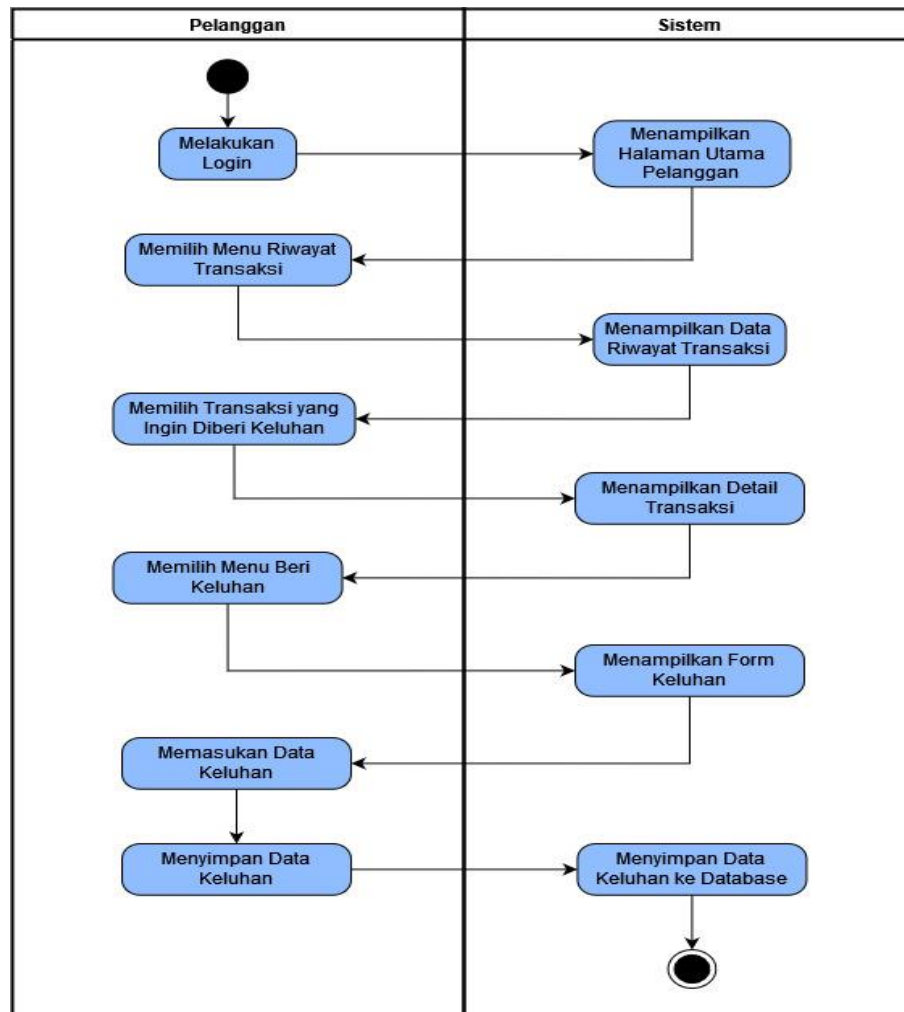 Pelanggan
Sistem
Melakukan
Login
Menampilkan
Halaman Utama
Pelanggan
Memilih Menu Riwayat
Transaksi
Menampilkan Data
Riwayat Transaksi
Memilih Transaksi yang
Ingin Diberi Keluhan
Menampilkan Detail
Transaksi
Memilih Menu Beri
Keluhan
Menampilkan Form
Keluhan
Memasukan Data
Keluhan
Menyimpan Data
Keluhan
Menyimpan Data
Keluhan ke Database